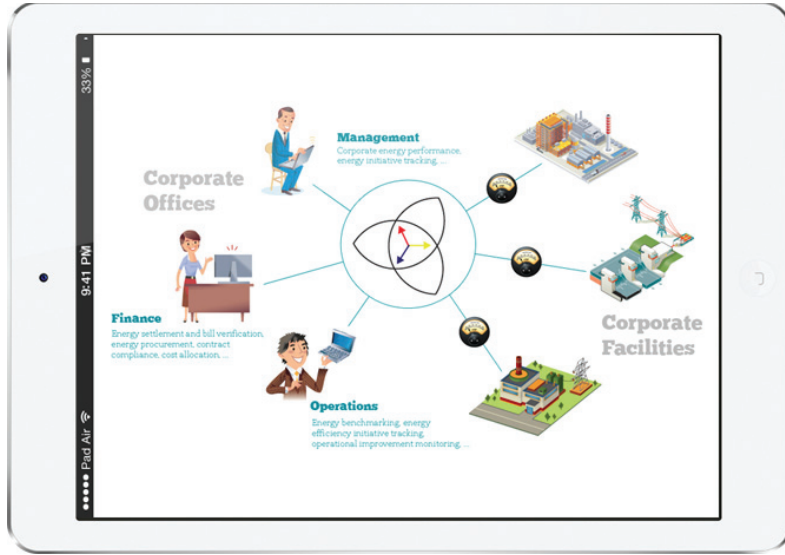 33%
9:41 PM
●●●●● Pad Air
Corporate
Offices
Management
Corporate energy performance,
energy initiative tracking, ...
Finance
Energy settlement and bill verification,
energy procurement, contract
compliance, cost allocation, ...
Operations
Energy benchmarking, energy
efficiency initiative tracking,
operational improvement monitoring, ...
Corporate
Facilities